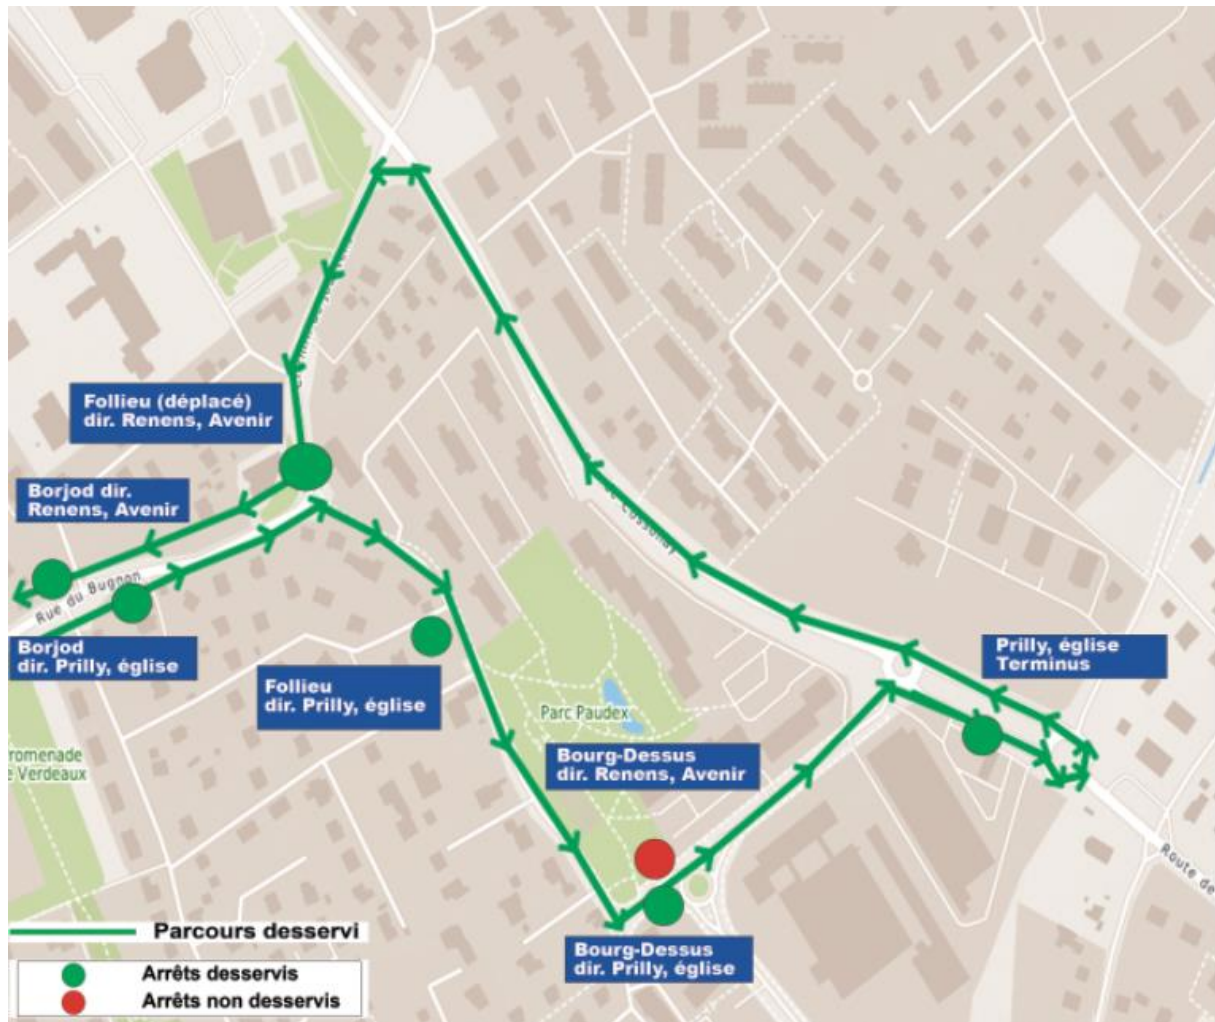 Follieu (déplacé)
dir. Renens, Avenir
Borjod dir.
Renens, Avenir
Rue du Bugnon
Borjod
dir. Prilly, église
Follieu
dir. Prilly, église
Prilly, église
Terminus
Parc Paudex
Bourg-Dessus
dir. Renens, Avenir
romenade
e Verdeaux
Route de
Bourg-Dessus
dir. Prilly, église
Parcours desservi
Arrêts desservis
Arrêts non desservis